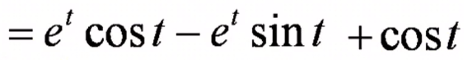 = e^t cos t − e^t sin t + cos t